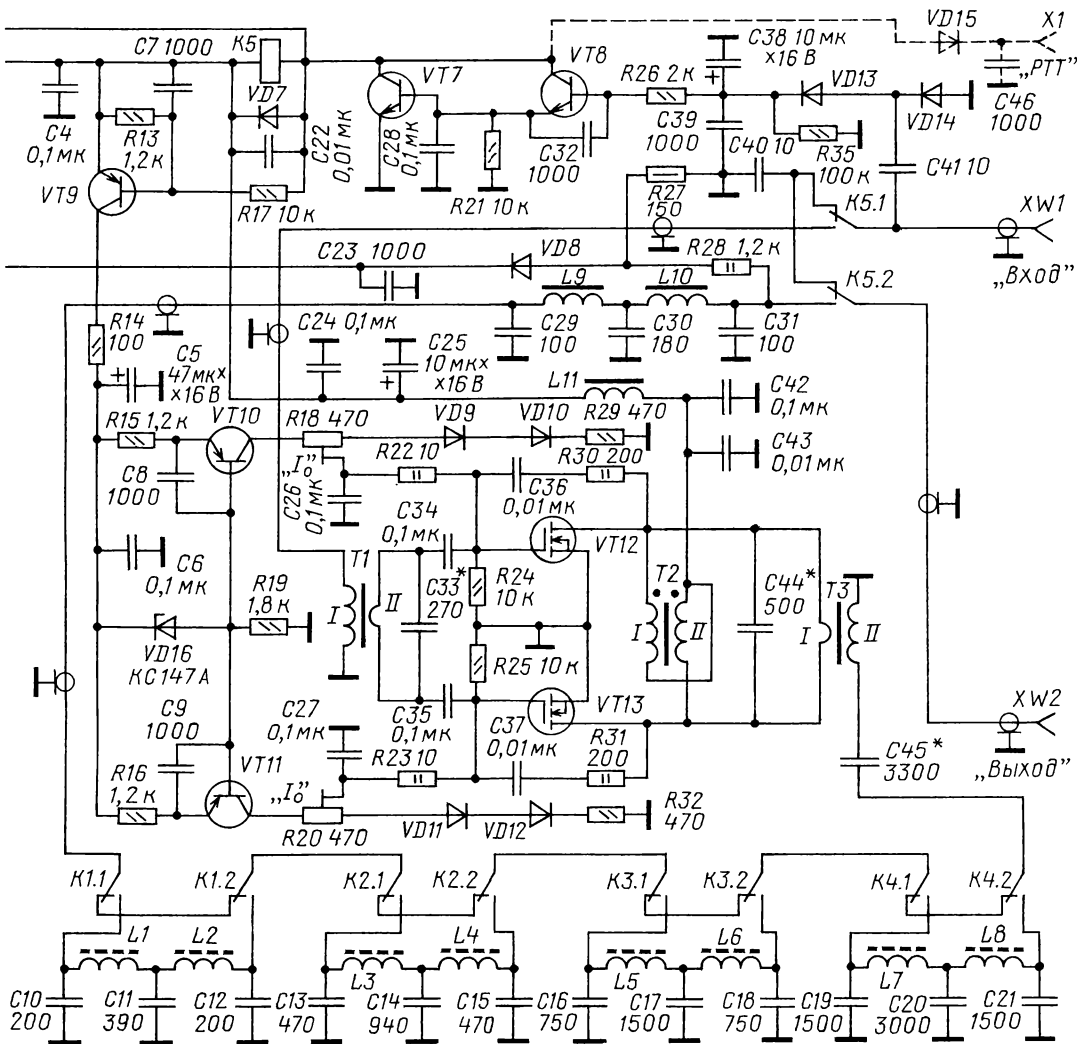 C7 1000
K5
VD7
C4
0,1 мк
R13
1,2 к
VT9
R17 10 к
C22
0,01 мк
VT7
C28
0,1 мк
R21 10 к
VT8
C32
1000
R26 2 к
C38 10 мк
×16 В
C39
1000
R27
150
C40 10
VD13
R35
100 к
VD14
VD15
X1
„PTT"
C46
1000
C41 10
K5.1
XW1
„Вход"
C23 1000
VD8
R28 1,2 к
K5.2
L9
L10
C29
100
C30
180
C31
100
R14
100
C5
47 мк×
×16 В
C24 0,1 мк
C25
10 мк×
×16 В
L11
C42
0,1 мк
C43
0,01 мк
R15 1,2 к
VT10
R18 470
VD9
VD10
R29 470
C8
1000
„I₀"
C26
0,1 мк
R22 10
C36
0,01 мк
R30 200
C34
0,1 мк
VT12
C6
0,1 мк
R19
1,8 к
T1
I
II
C33*
270
R24
10 к
T2
I
II
C44*
500
T3
I
II
VD16
КС147А
R25 10 к
VT13
C9
1000
C27
0,1 мк
C35
0,1 мк
C37
0,01 мк
R31
200
R23 10
XW2
„Выход"
C45*
3300
R16
1,2 к
VT11
„I₀"
R20 470
VD11
VD12
R32
470
K1.1
K1.2
K2.1
K2.2
K3.1
K3.2
K4.1
K4.2
L1
L2
L3
L4
L5
L6
L7
L8
C10
200
C11
390
C12
200
C13
470
C14
940
C15
470
C16
750
C17
1500
C18
750
C19
1500
C20
3000
C21
1500